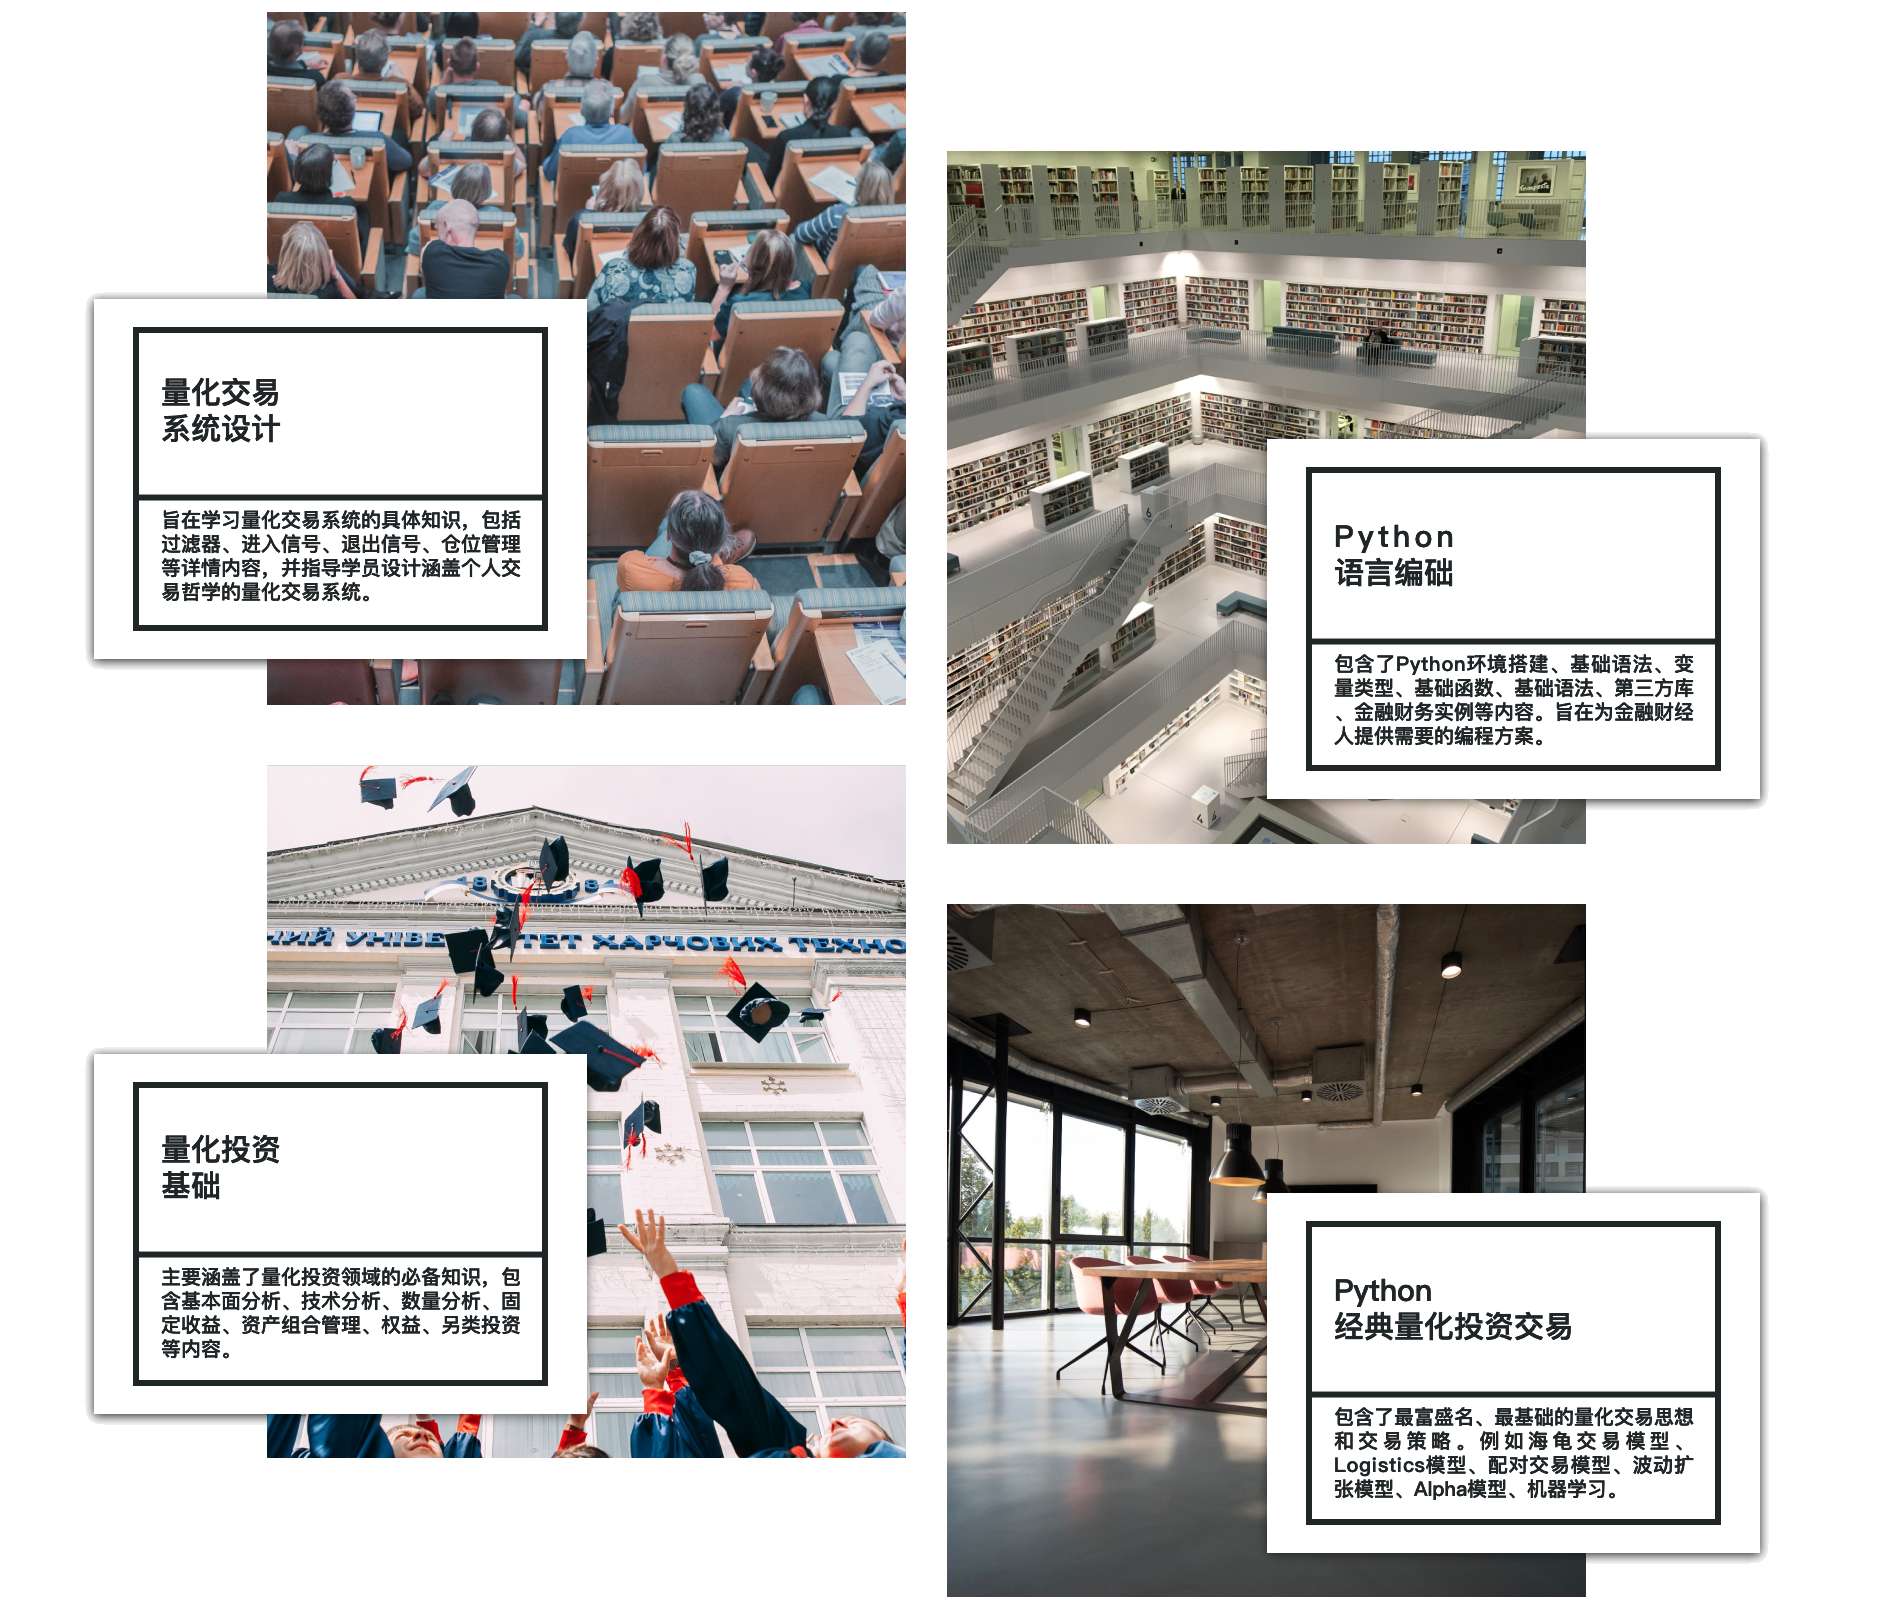 量化交易
系统设计
旨在学习量化交易系统的具体知识，包括
过滤器、进入信号、退出信号、仓位管理
等详情内容，并指导学员设计涵盖个人交
易哲学的量化交易系统。
Python
语言编础
包含了Python环境搭建、基础语法、变
量类型、基础函数、基础语法、第三方库
、金融财务实例等内容。旨在为金融财经
人提供需要的编程方案。
18 81
НИЙ УНІВЕ ТЕТ ХАРЧОВИХ ТЕХНО
量化投资
基础
主要涵盖了量化投资领域的必备知识，包
含基本面分析、技术分析、数量分析、固
定收益、资产组合管理、权益、另类投资
等内容。
Python
经典量化投资交易
包含了最富盛名、最基础的量化交易思想
和交易策略。例如海龟交易模型、
Logistics模型、配对交易模型、波动扩
张模型、Alpha模型、机器学习。